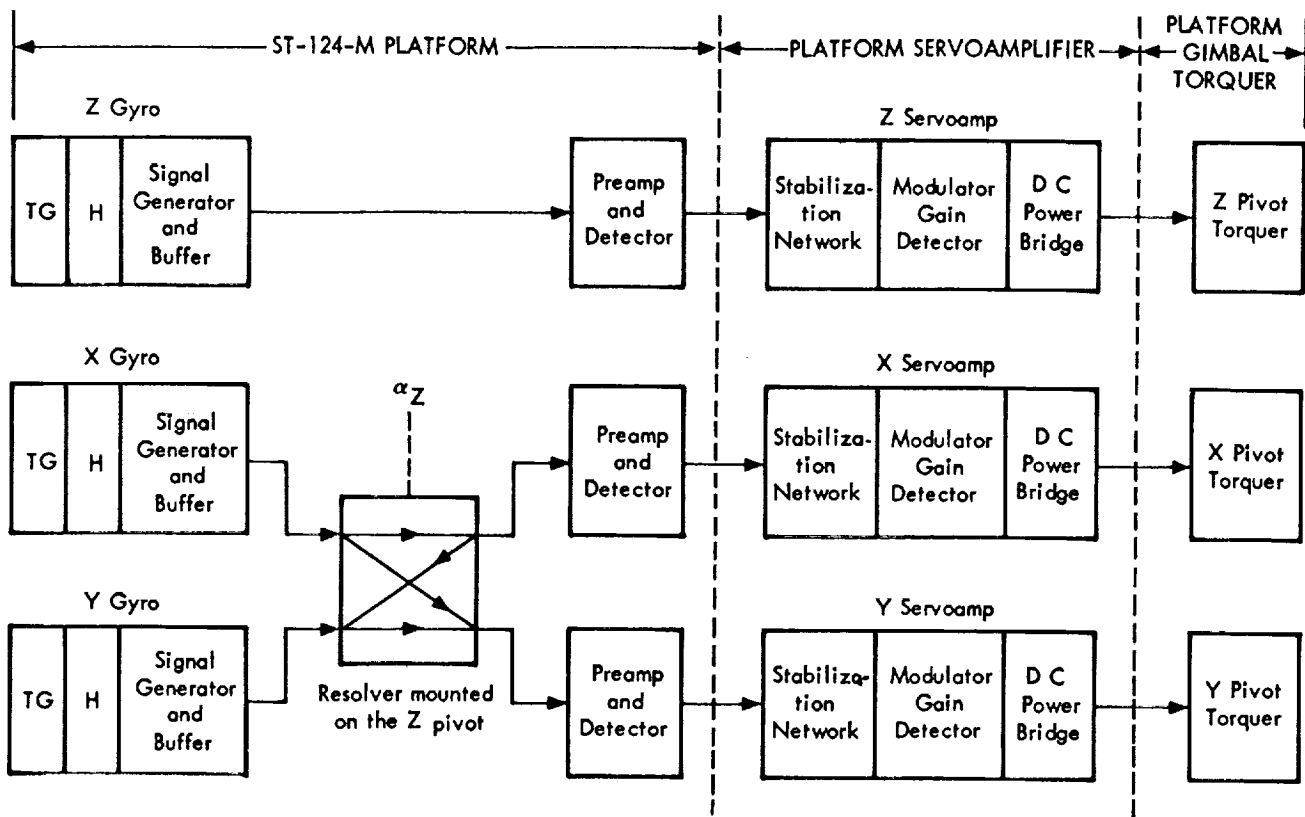 ST-124-M PLATFORM
PLATFORM SERVOAMPLIFIER
PLATFORM
GIMBAL
TORQUER
Z Gyro
TG
H
Signal
Generator
and
Buffer
Preamp
and
Detector
Z Servoamp
Stabiliza-
tion
Network
Modulator
Gain
Detector
D C
Power
Bridge
Z Pivot
Torquer
X Gyro
TG
H
Signal
Generator
and
Buffer
αZ
Preamp
and
Detector
X Servoamp
Stabiliza-
tion
Network
Modulator
Gain
Detector
D C
Power
Bridge
X Pivot
Torquer
Y Gyro
TG
H
Signal
Generator
and
Buffer
Resolver mounted
on the Z pivot
Preamp
and
Detector
Y Servoamp
Stabiliza-
tion
Network
Modulator
Gain
Detector
D C
Power
Bridge
Y Pivot
Torquer